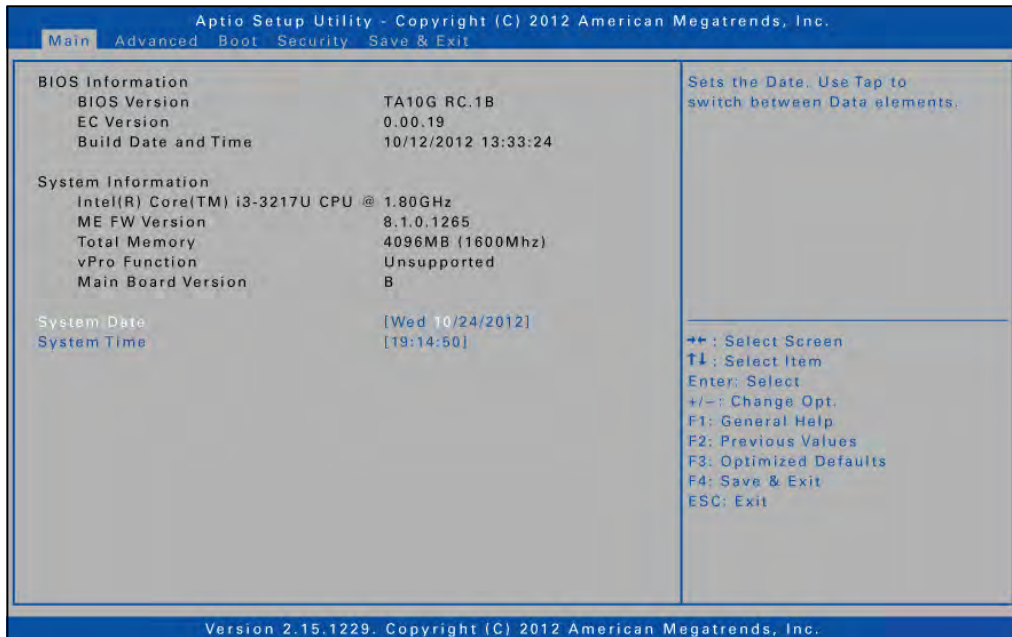 Aptio Setup Utility - Copyright (C) 2012 American Megatrends, Inc.
Main Advanced Boot Security Save & Exit
BIOS Information
BIOS Version TA10G RC.1B
EC Version 0.00.19
Build Date and Time 10/12/2012 13:33:24
System Information
Intel(R) Core(TM) i3-3217U CPU @ 1.80GHz
ME FW Version 8.1.0.1265
Total Memory 4096MB (1600Mhz)
vPro Function Unsupported
Main Board Version B
System Date [Wed 10/24/2012]
System Time [19:14:50]
Sets the Date. Use Tap to
switch between Data elements.
→←: Select Screen
↑↓: Select Item
Enter: Select
+/−: Change Opt.
F1: General Help
F2: Previous Values
F3: Optimized Defaults
F4: Save & Exit
ESC: Exit
Version 2.15.1229. Copyright (C) 2012 American Megatrends, Inc.